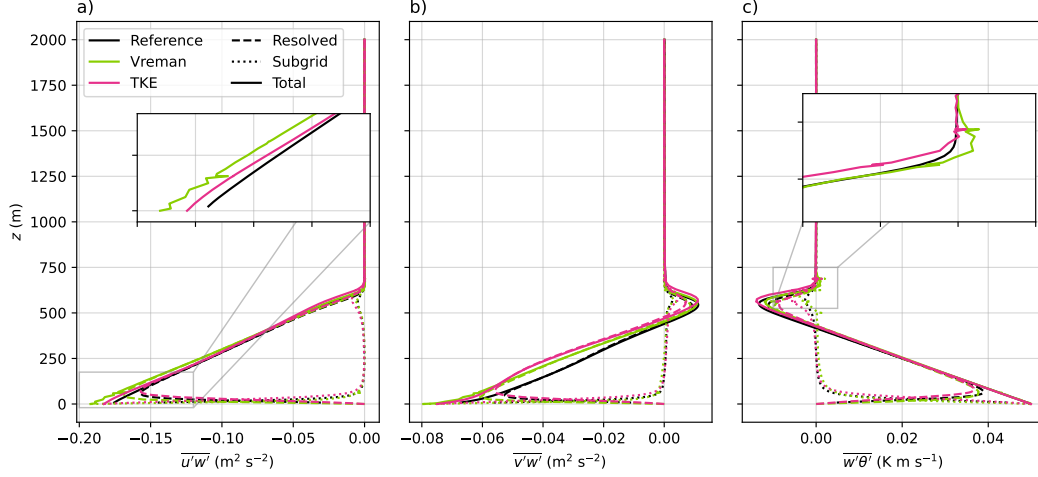 a)
b)
c)
Reference
Vreman
TKE
Resolved
Subgrid
Total
z (m)
2000
1750
1500
1250
1000
750
500
250
0
−0.20 −0.15 −0.10 −0.05 0.00
−0.08 −0.06 −0.04 −0.02 0.00
0.00 0.02 0.04
u′w′ (m² s⁻²)
v′w′ (m² s⁻²)
w′θ′ (K m s⁻¹)